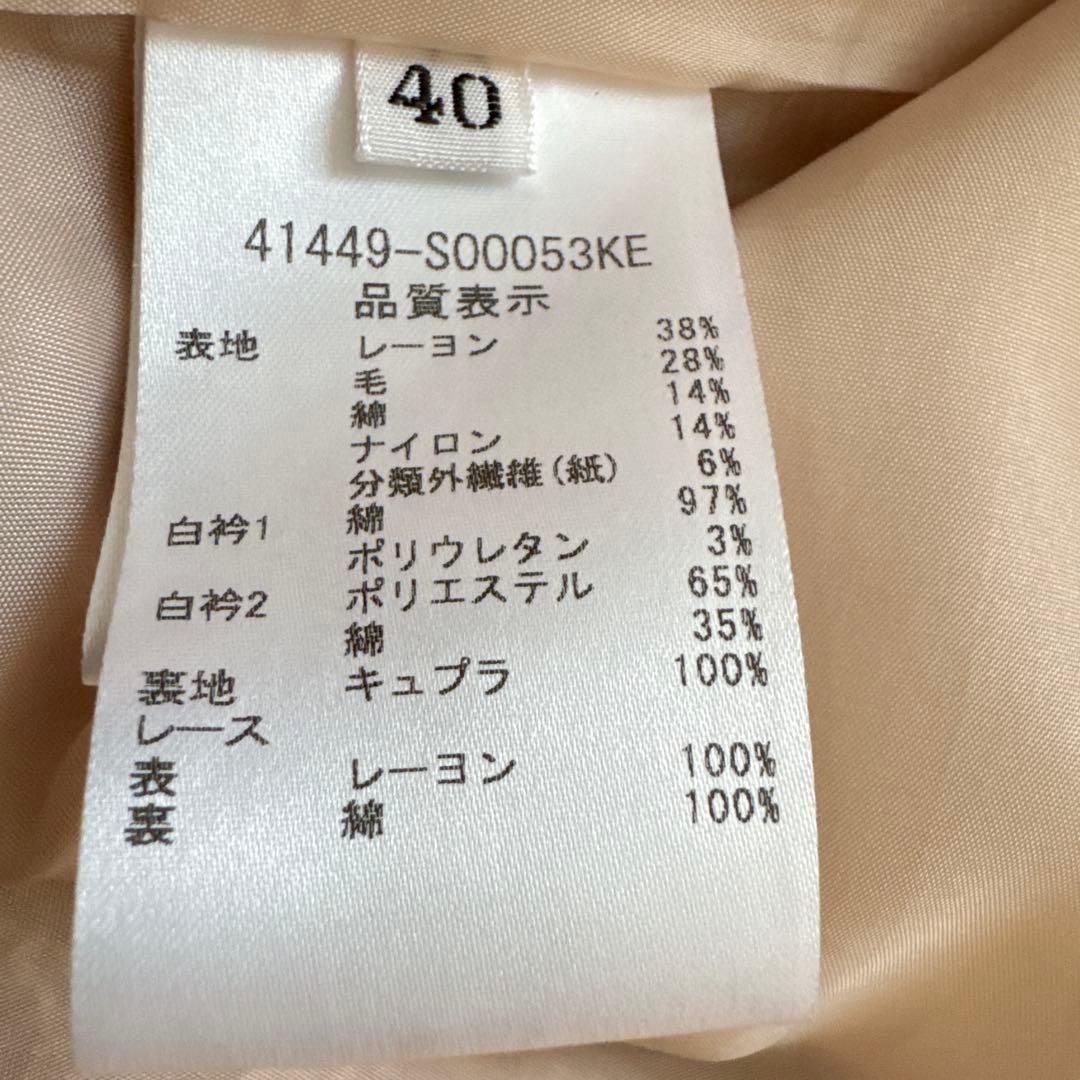 40
41449-S00053KE
品質表示
表地 レーヨン 38%
毛 28%
綿 14%
ナイロン 14%
分類外繊維(紙) 6%
白衿1 綿 97%
ポリウレタン 3%
白衿2 ポリエステル 65%
綿 35%
裏地 キュプラ 100%
レース
表 レーヨン 100%
裏 綿 100%